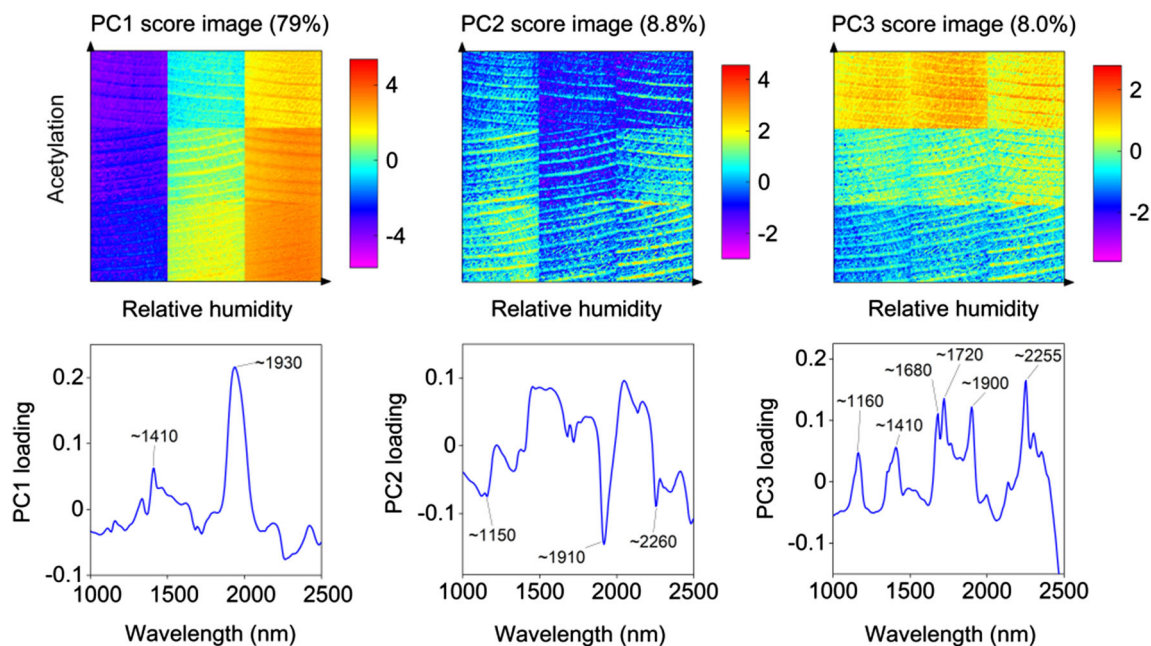 PC1 score image (79%)
PC2 score image (8.8%)
PC3 score image (8.0%)
Acetylation
4
0
-4
4
2
0
-2
2
0
-2
Relative humidity
Relative humidity
Relative humidity
PC1 loading
0.2
0.1
0
-0.1
~1410
~1930
1000 1500 2000 2500
Wavelength (nm)
PC2 loading
0.1
0
-0.1
~1150
~1910
~2260
1000 1500 2000 2500
Wavelength (nm)
PC3 loading
0.2
0.1
0
-0.1
~1160
~1410
~1680
~1720
~1900
~2255
1000 1500 2000 2500
Wavelength (nm)